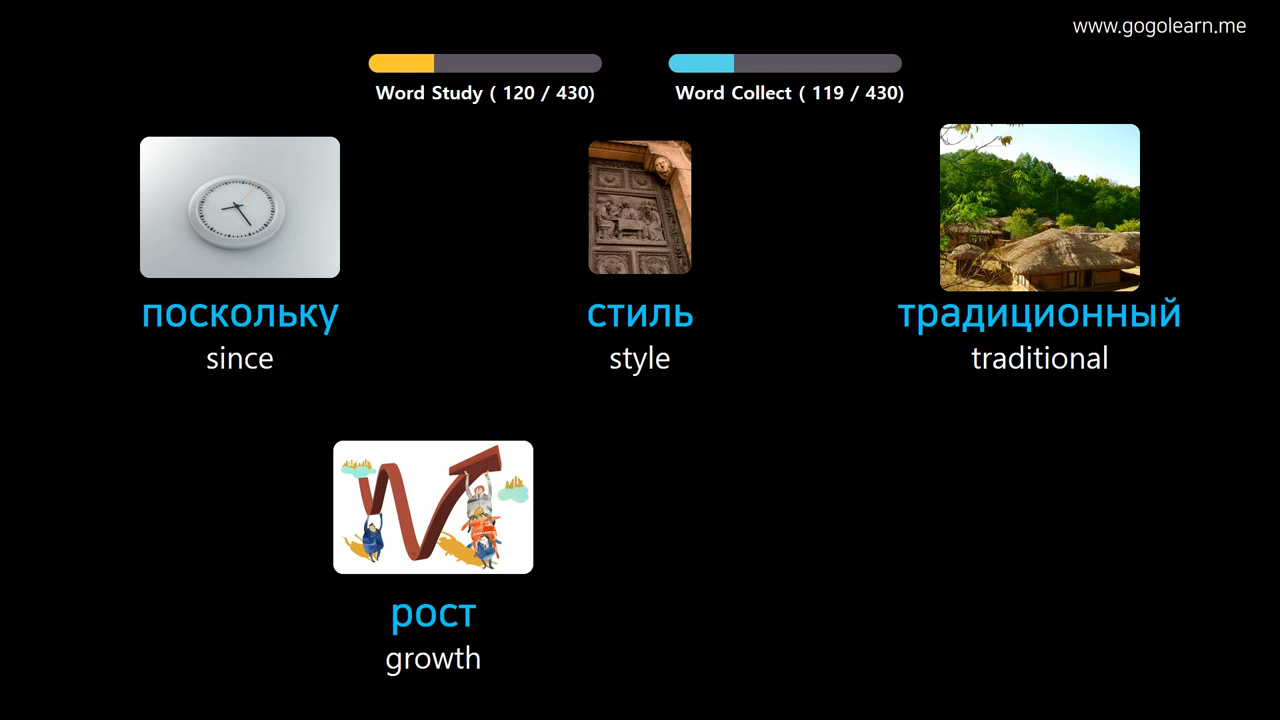 www.gogolearn.me
Word Study ( 120 / 430)
Word Collect ( 119 / 430)
поскольку
since
стиль
style
традиционный
traditional
рост
growth